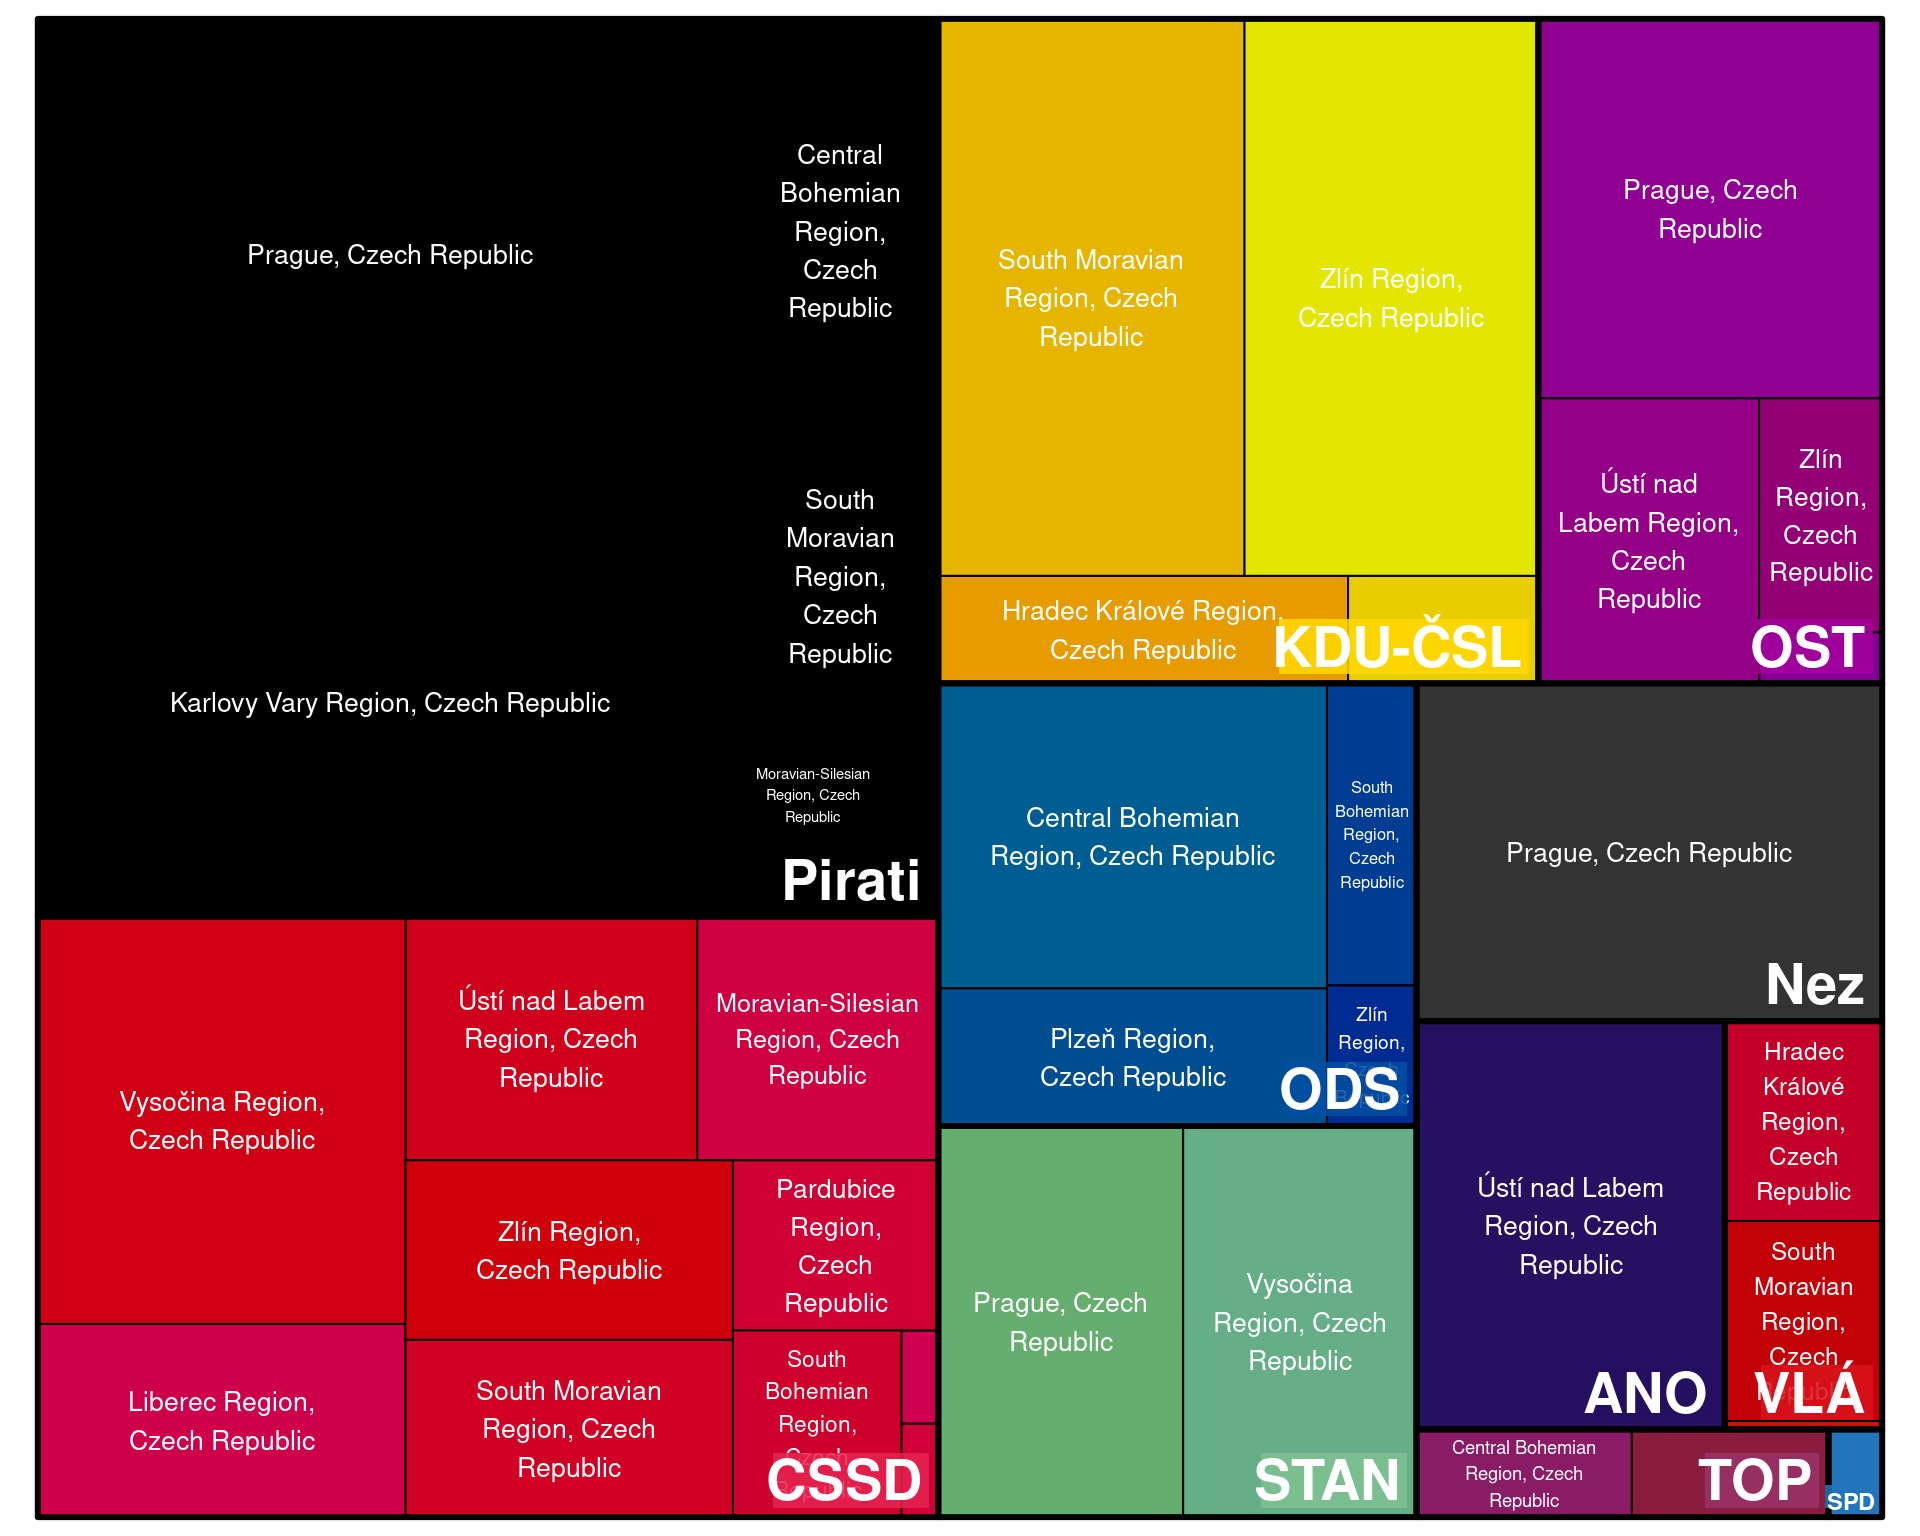 Prague, Czech Republic
Central
Bohemian
Region,
Czech
Republic
South
Moravian
Region,
Czech
Republic
Karlovy Vary Region, Czech Republic
Moravian-Silesian
Region, Czech
Republic
Pirati
South Moravian
Region, Czech
Republic
Zlín Region,
Czech Republic
Hradec Králové Region,
Czech Republic
KDU-ČSL
Prague, Czech
Republic
Ústí nad
Labem Region,
Czech
Republic
Zlín
Region,
Czech
Republic
OST
Central Bohemian
Region, Czech Republic
South
Bohemian
Region,
Czech
Republic
Plzeň Region,
Czech Republic
Zlín
Region,
Czech
Republic
ODS
Prague, Czech Republic
Nez
Vysočina Region,
Czech Republic
Ústí nad Labem
Region, Czech
Republic
Moravian-Silesian
Region, Czech
Republic
Zlín Region,
Czech Republic
Pardubice
Region,
Czech
Republic
Liberec Region,
Czech Republic
South Moravian
Region, Czech
Republic
South
Bohemian
Region,
Czech
Republic
CSSD
Prague, Czech
Republic
Vysočina
Region, Czech
Republic
STAN
Ústí nad Labem
Region, Czech
Republic
ANO
Hradec
Králové
Region,
Czech
Republic
South
Moravian
Region,
Czech
Republic
VLÁ
Central Bohemian
Region, Czech
Republic
TOP
SPD